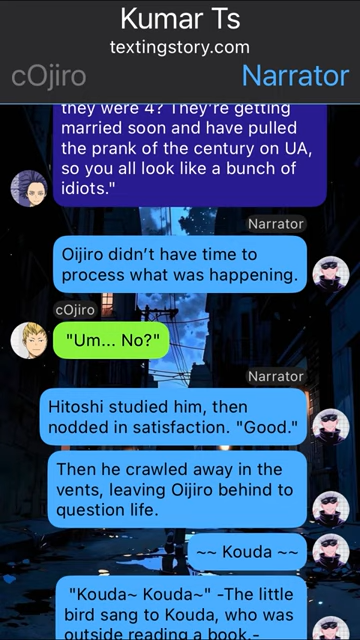 Kumar Ts
textingstory.com
cOjiro
Narrator
they were 4? They're getting
married soon and have pulled
the prank of the century on UA,
so you all look like a bunch of
idiots."
Narrator
Oijiro didn't have time to
process what was happening.
cOjiro
"Um... No?"
Narrator
Hitoshi studied him, then
nodded in satisfaction. "Good."
Then he crawled away in the
vents, leaving Oijiro behind to
question life.
~~ Kouda ~~
"Kouda~ Kouda~" -The little
bird sang to Kouda, who was
outside reading a book.-